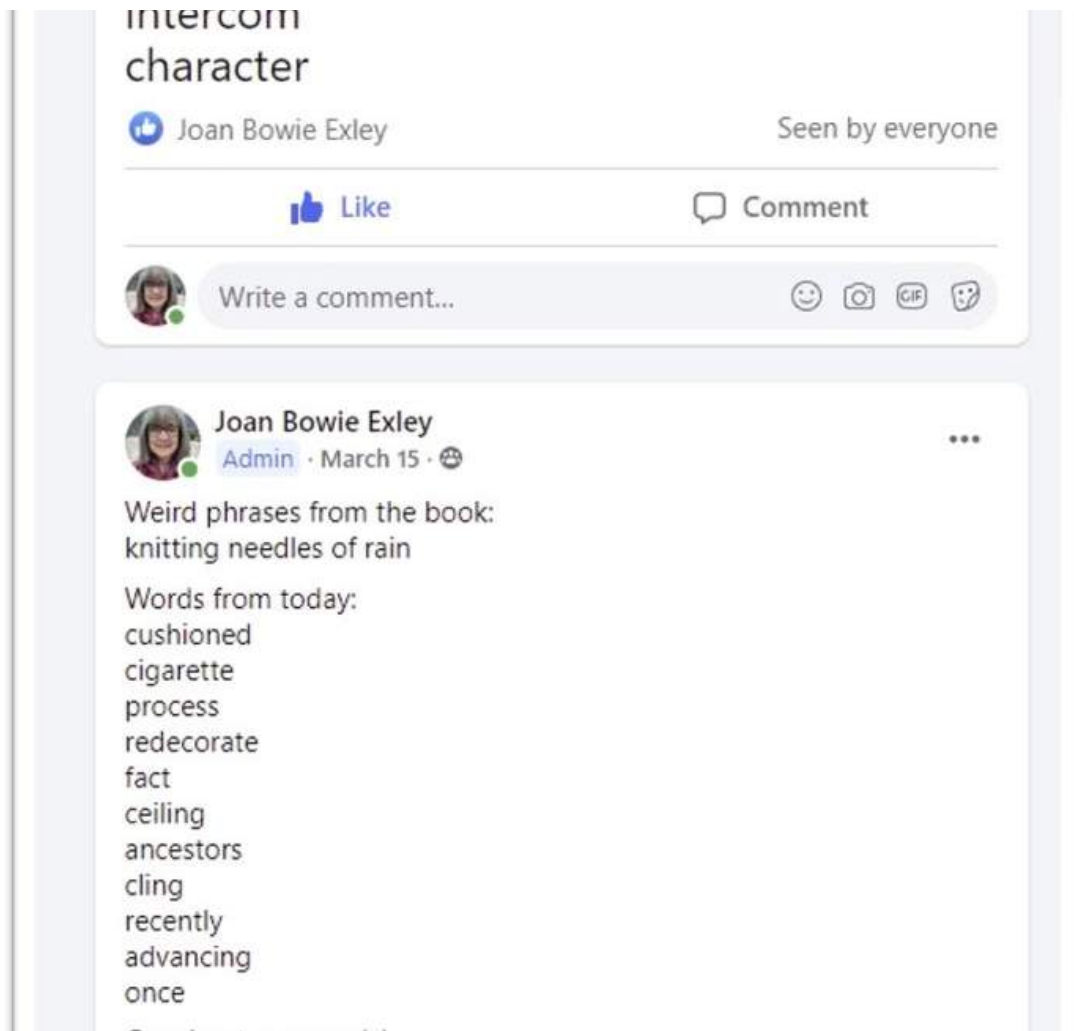 intercom
character
Joan Bowie Exley
Seen by everyone
Like
Comment
Write a comment...
GIF
Joan Bowie Exley
Admin · March 15 ·
Weird phrases from the book:
knitting needles of rain
Words from today:
cushioned
cigarette
process
redecorate
fact
ceiling
ancestors
cling
recently
advancing
once